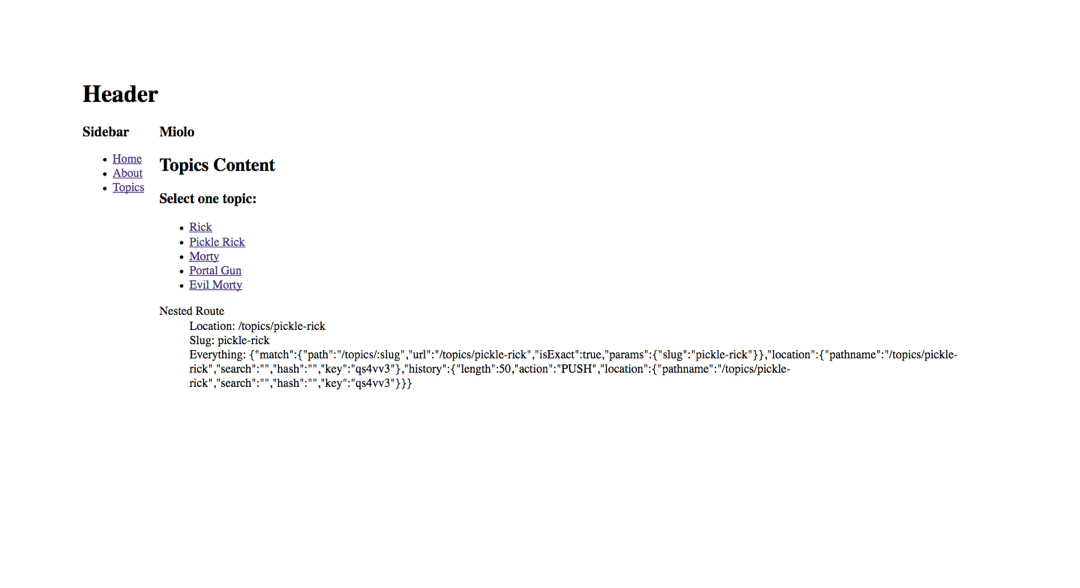 Header
Sidebar
Home
About
Topics
Miolo
Topics Content
Select one topic:
Rick
Pickle Rick
Morty
Portal Gun
Evil Morty
Nested Route
Location: /topics/pickle-rick
Slug: pickle-rick
Everything: {"match":{"path":"/topics/:slug","url":"/topics/pickle-rick","isExact":true,"params":{"slug":"pickle-rick"}},"location":{"pathname":"/topics/pickle-
rick","search":"","hash":"","key":"qs4vv3"},"history":{"length":50,"action":"PUSH","location":{"pathname":"/topics/pickle-
rick","search":"","hash":"","key":"qs4vv3"}}}